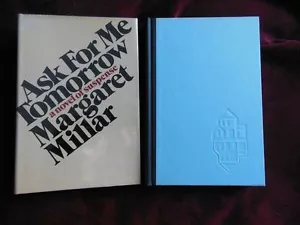 Ask For Me
Tomorrow
a novel of suspense
Margaret
Millar